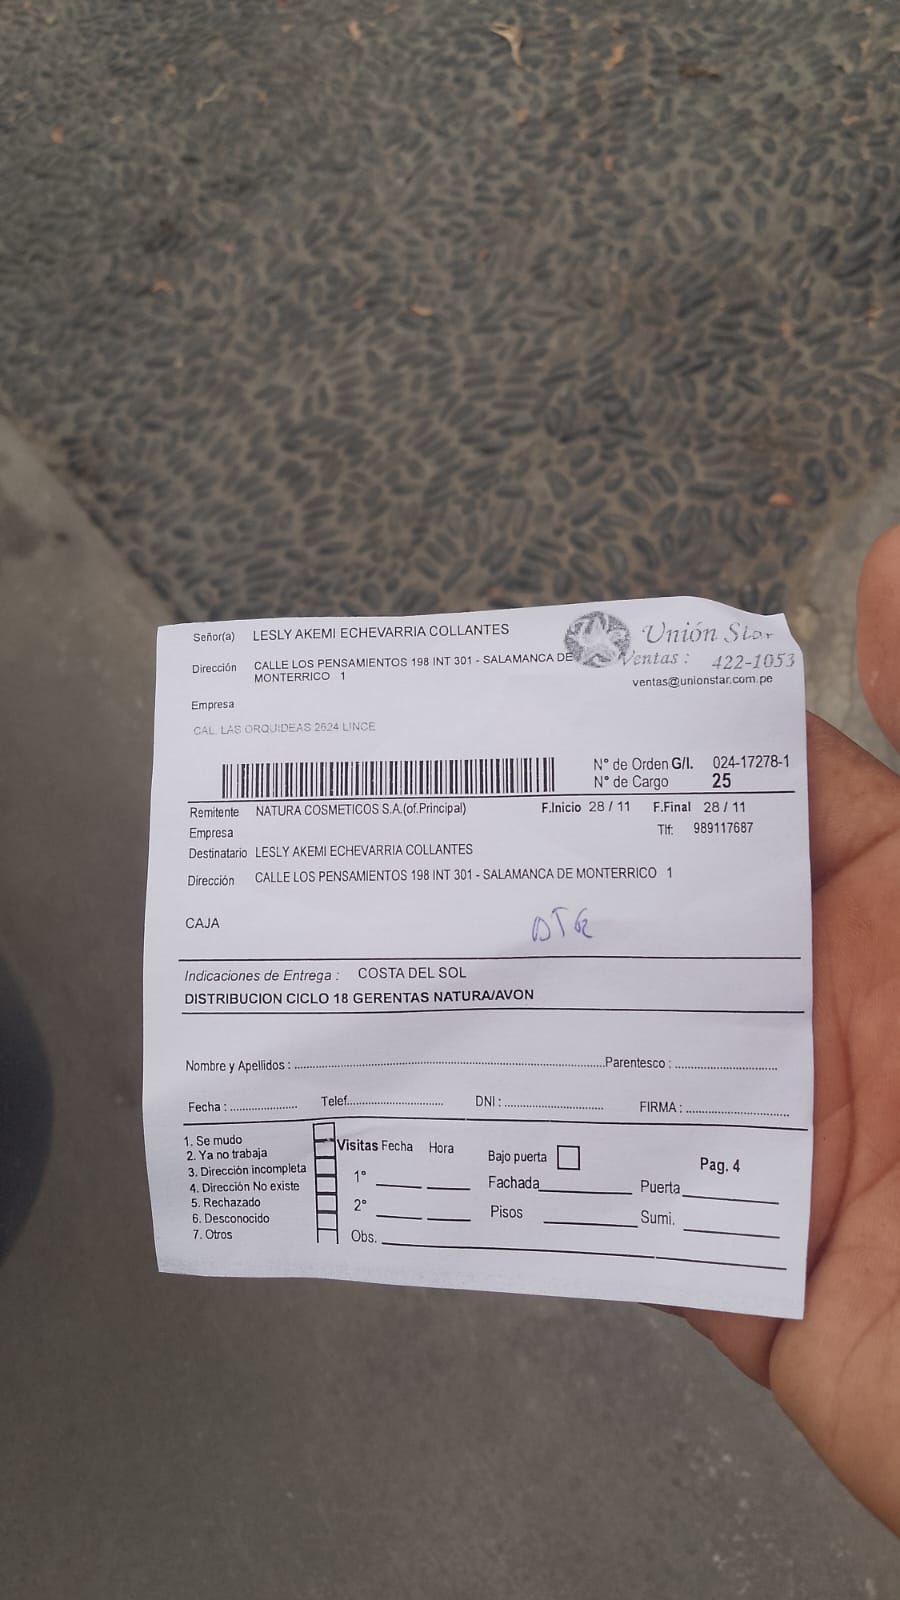 Señor(a) LESLY AKEMI ECHEVARRIA COLLANTES
Unión Star
Dirección CALLE LOS PENSAMIENTOS 198 INT 301 - SALAMANCA DE
MONTERRICO 1
Ventas : 422-1053
ventas@unionstar.com.pe
Empresa
CAL. LAS ORQUIDEAS 2624 LINCE
N° de Orden G/I. 024-17278-1
N° de Cargo 25
Remitente NATURA COSMETICOS S.A.(of.Principal) F.Inicio 28 / 11 F.Final 28 / 11
Empresa Tlf: 989117687
Destinatario LESLY AKEMI ECHEVARRIA COLLANTES
Dirección CALLE LOS PENSAMIENTOS 198 INT 301 - SALAMANCA DE MONTERRICO 1
CAJA
Indicaciones de Entrega : COSTA DEL SOL
DISTRIBUCION CICLO 18 GERENTAS NATURA/AVON
Nombre y Apellidos : Parentesco :
Fecha : Telef. DNI : FIRMA :
1. Se mudo
2. Ya no trabaja
3. Dirección incompleta
4. Dirección No existe
5. Rechazado
6. Desconocido
7. Otros
Visitas Fecha Hora
1°
2°
Obs.
Bajo puerta
Fachada
Pisos
Pag. 4
Puerta
Sumi.